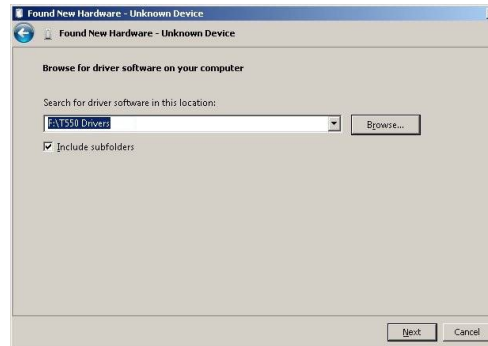 Found New Hardware - Unknown Device
Found New Hardware - Unknown Device
Browse for driver software on your computer
Search for driver software in this location:
F:\T550 Drivers
Browse...
Include subfolders
Next
Cancel